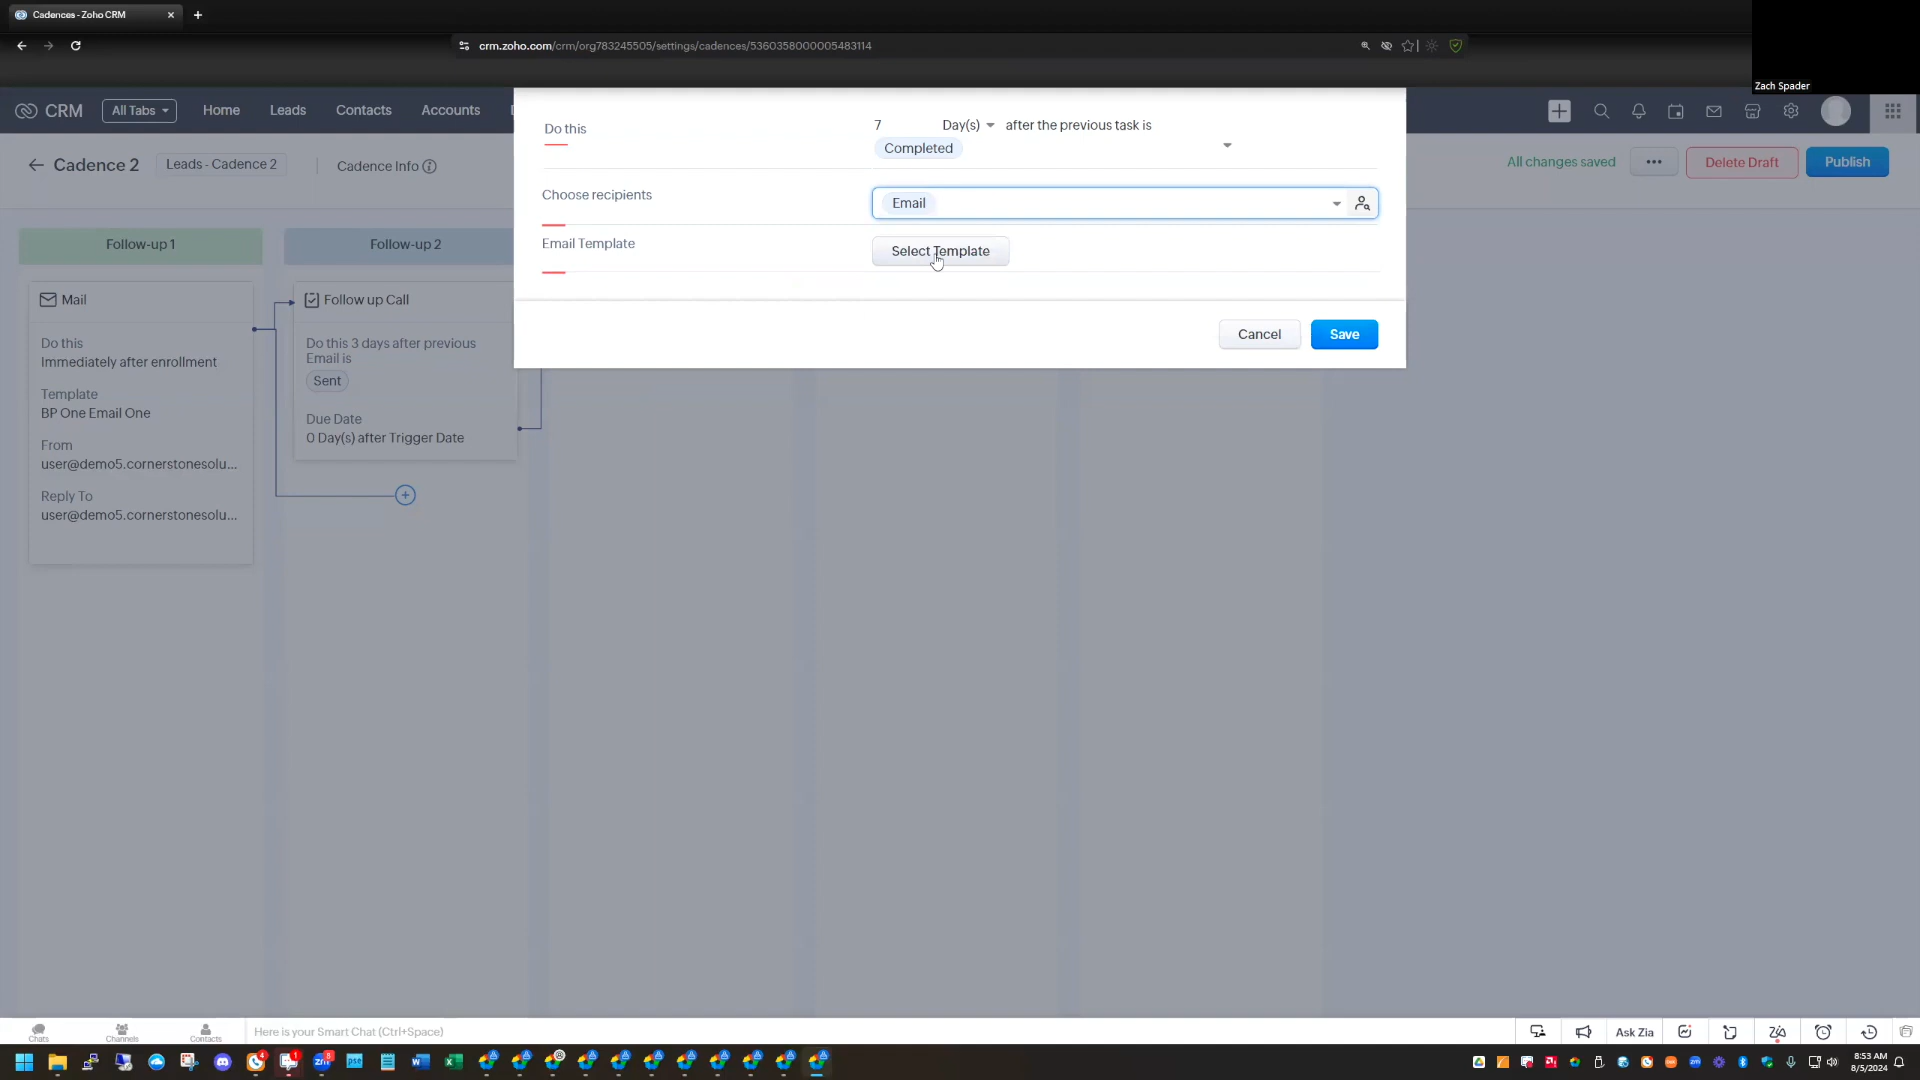 Cadences - Zoho CRM
crm.zoho.com/crm/org783245505/settings/cadences/5360358000005483114
Zach Spader
CRM
All Tabs
Home
Leads
Contacts
Accounts
Cadence 2
Leads - Cadence 2
Cadence Info
All changes saved
Delete Draft
Publish
Do this
7
Day(s)
after the previous task is
Completed
Choose recipients
Email
Email Template
Select Template
Cancel
Save
Follow-up 1
Mail
Do this
Immediately after enrollment
Template
BP One Email One
From
user@demo5.cornerstonesolu...
Reply To
user@demo5.cornerstonesolu...
Follow-up 2
Follow up Call
Do this 3 days after previous
Email is
Sent
Due Date
0 Day(s) after Trigger Date
Chats
Channels
Contacts
Here is your Smart Chat (Ctrl+Space)
Ask Zia
8:53 AM
8/5/2024